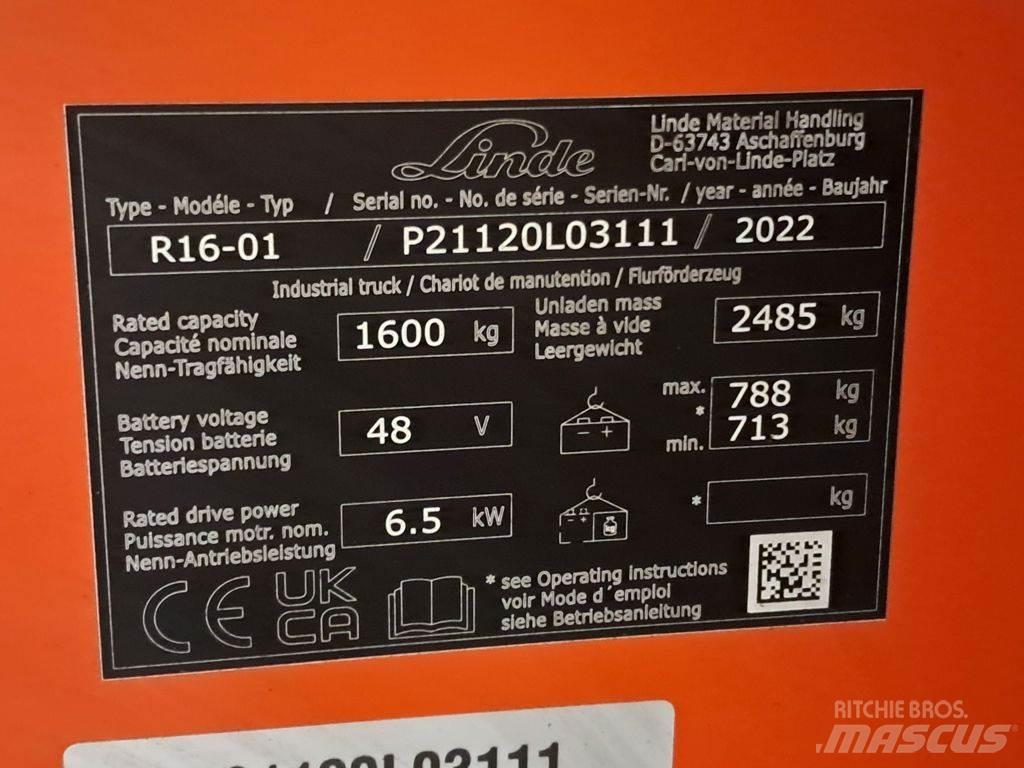 Linde
Linde Material Handling
D-63743 Aschaffenburg
Carl-von-Linde-Platz
Type - Modéle - Typ / Serial no. - No. de série - Serien-Nr. / year - année - Baujahr
R16-01 / P21120L03111 / 2022
Industrial truck / Chariot de manutention / Flurförderzeug
Rated capacity
Capacité nominale
Nenn-Tragfähigkeit
1600 kg
Unladen mass
Masse à vide
Leergewicht
2485 kg
Battery voltage
Tension batterie
Batteriespannung
48 V
- +
max. 788 kg
*
min. 713 kg
Rated drive power
Puissance motr. nom.
Nenn-Antriebsleistung
6.5 kW
- + kg
* kg
CE
UK
CA
* see Operating instructions
voir Mode d´emploi
siehe Betriebsanleitung
RITCHIE BROS.
MASCUS